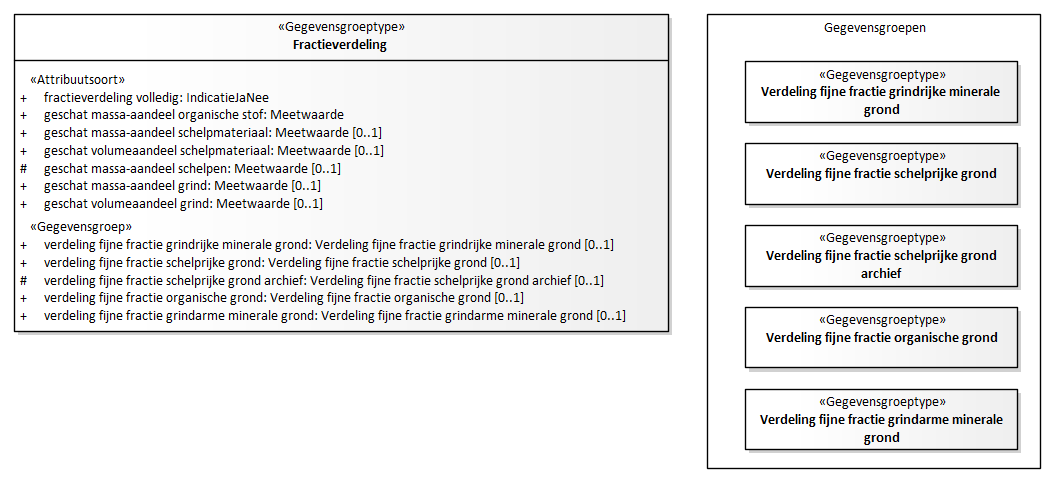 «Gegevensgroeptype»
Fractieverdeling
«Attribuutsoort»
+ fractieverdeling volledig: IndicatieJaNee
+ geschat massa-aandeel organische stof: Meetwaarde
+ geschat massa-aandeel schelpmateriaal: Meetwaarde [0..1]
+ geschat volumeaandeel schelpmateriaal: Meetwaarde [0..1]
# geschat massa-aandeel schelpen: Meetwaarde [0..1]
+ geschat massa-aandeel grind: Meetwaarde [0..1]
+ geschat volumeaandeel grind: Meetwaarde [0..1]
«Gegevensgroep»
+ verdeling fijne fractie grindrijke minerale grond: Verdeling fijne fractie grindrijke minerale grond [0..1]
+ verdeling fijne fractie schelprijke grond: Verdeling fijne fractie schelprijke grond [0..1]
# verdeling fijne fractie schelprijke grond archief: Verdeling fijne fractie schelprijke grond archief [0..1]
+ verdeling fijne fractie organische grond: Verdeling fijne fractie organische grond [0..1]
+ verdeling fijne fractie grindarme minerale grond: Verdeling fijne fractie grindarme minerale grond [0..1]
Gegevensgroepen
«Gegevensgroeptype»
Verdeling fijne fractie grindrijke minerale
grond
«Gegevensgroeptype»
Verdeling fijne fractie schelprijke grond
«Gegevensgroeptype»
Verdeling fijne fractie schelprijke grond
archief
«Gegevensgroeptype»
Verdeling fijne fractie organische grond
«Gegevensgroeptype»
Verdeling fijne fractie grindarme minerale
grond